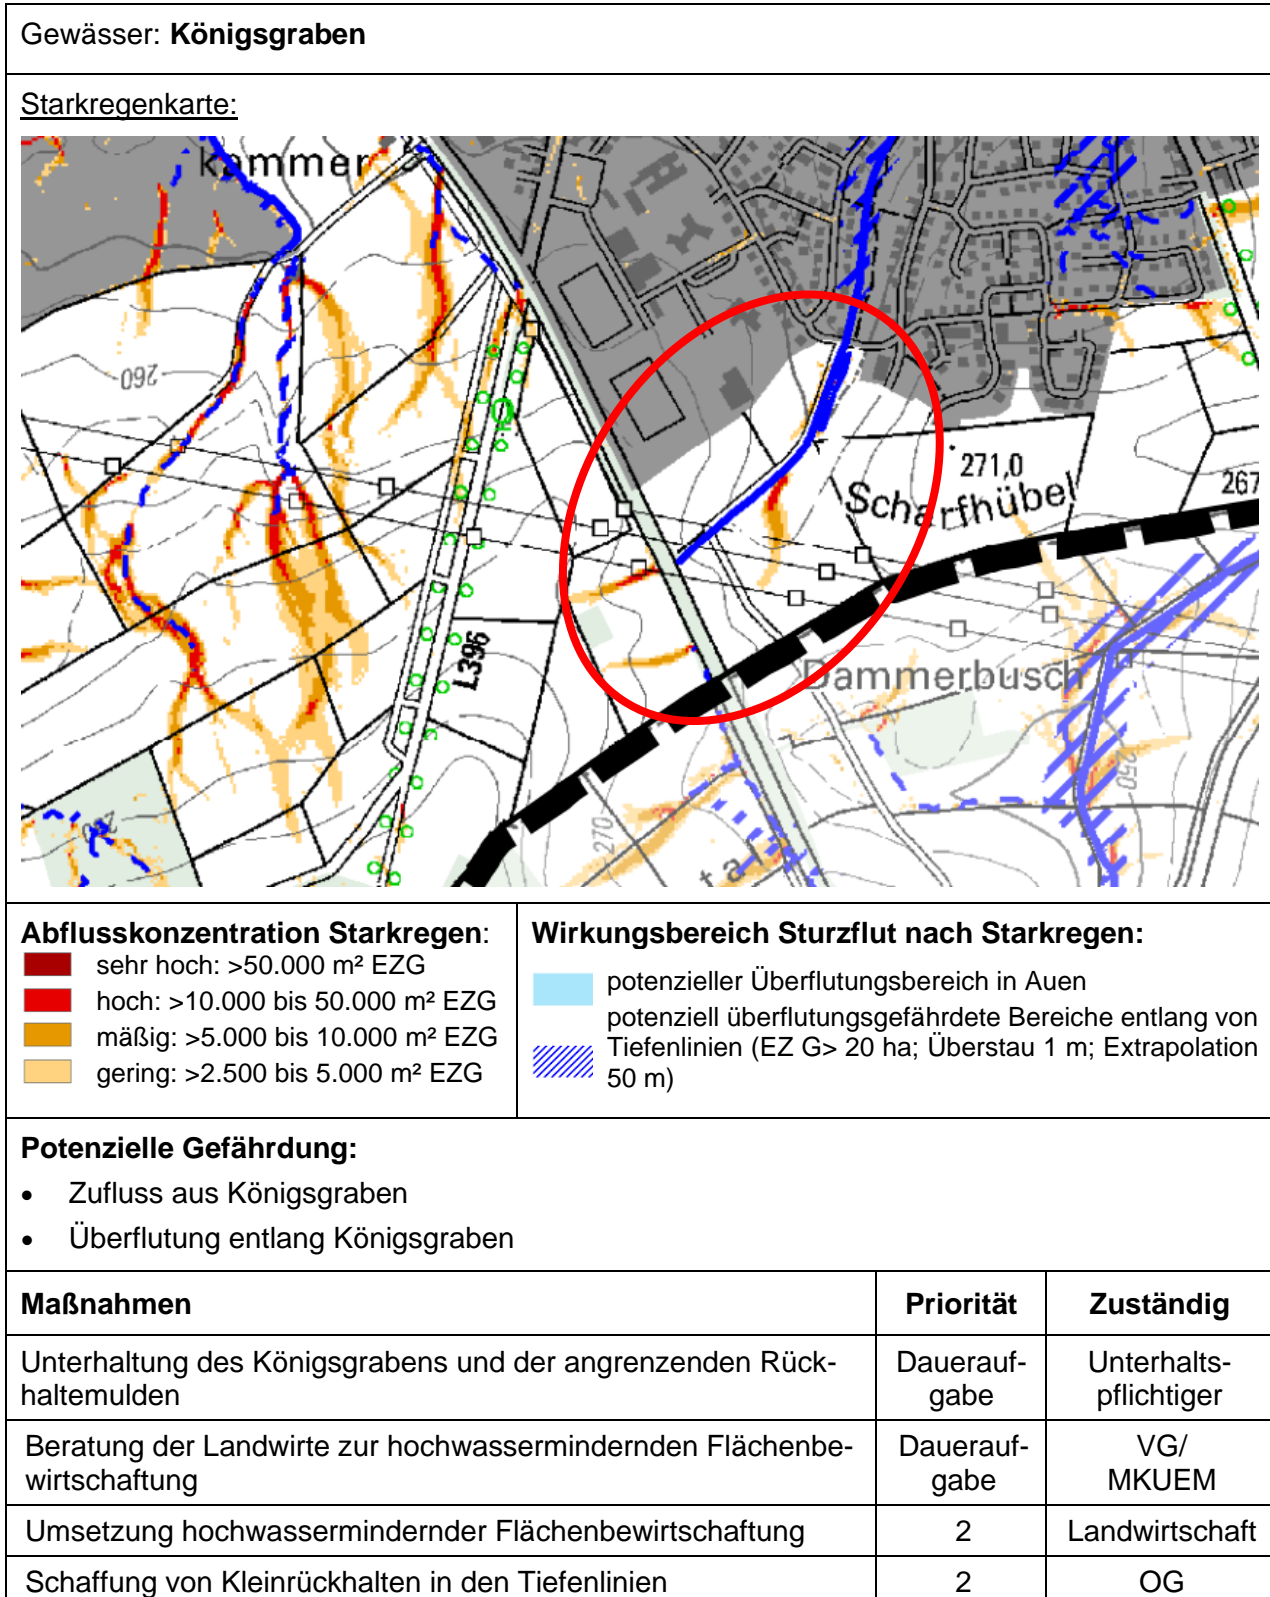 Gewässer: Königsgraben
Starkregenkarte:
kammer
260
271,0
Scharfhübel
267
L396
Dammerbusch
250
270
ta
Abflusskonzentration Starkregen:
sehr hoch: >50.000 m² EZG
hoch: >10.000 bis 50.000 m² EZG
mäßig: >5.000 bis 10.000 m² EZG
gering: >2.500 bis 5.000 m² EZG
Wirkungsbereich Sturzflut nach Starkregen:
potenzieller Überflutungsbereich in Auen
potenziell überflutungsgefährdete Bereiche entlang von
Tiefenlinien (EZ G> 20 ha; Überstau 1 m; Extrapolation
50 m)
Potenzielle Gefährdung:
• Zufluss aus Königsgraben
• Überflutung entlang Königsgraben
Maßnahmen Priorität Zuständig
Unterhaltung des Königsgrabens und der angrenzenden Rück-
haltemulden
Dauerauf-
gabe
Unterhalts-
pflichtiger
Beratung der Landwirte zur hochwassermindernden Flächenbe-
wirtschaftung
Dauerauf-
gabe
VG/
MKUEM
Umsetzung hochwassermindernder Flächenbewirtschaftung 2 Landwirtschaft
Schaffung von Kleinrückhalten in den Tiefenlinien 2 OG